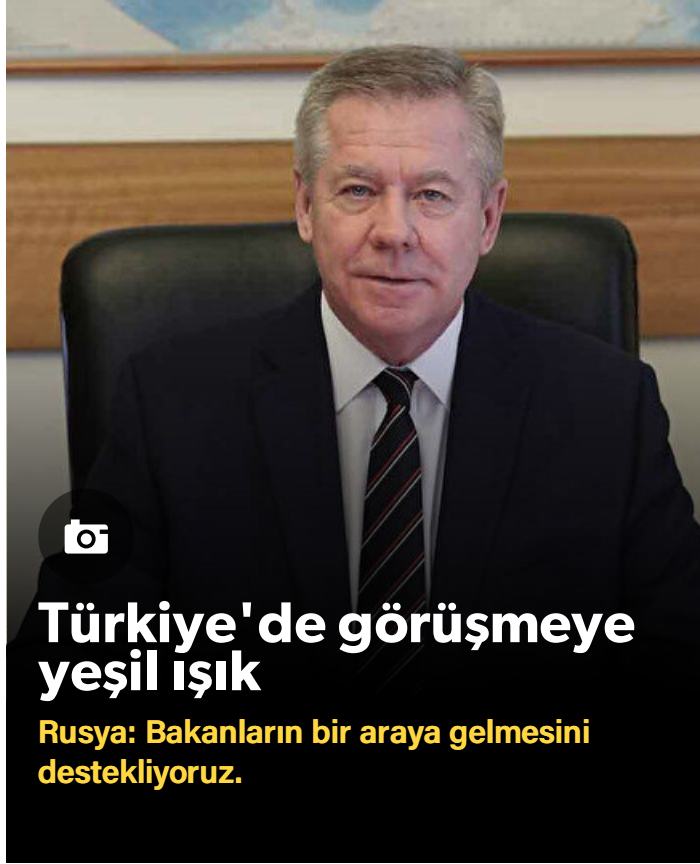 Türkiye'de görüşmeye
yeşil ışık
Rusya: Bakanların bir araya gelmesini
destekliyoruz.